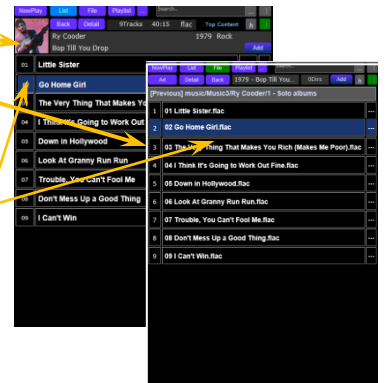 NowPlay List File Playlist ... Search...
Back Detail 9Tracks 40:15 flac Top Content
Ry Cooder 1979 Rock
Bop Till You Drop Add
01 Little Sister
Go Home Girl
The Very Thing That Makes Yo
I Think It's Going to Work Out
05 Down in Hollywood
06 Look At Granny Run Run
07 Trouble, You Can't Fool Me
08 Don't Mess Up a Good Thing
09 I Can't Win
NowPlay List File Playlist ... Search...
Art Back 1979 - Bop Till You... 0Dirs Add
[Previous] music/Music3/Ry Cooder/1 - Solo albums
1 01 Little Sister.flac ...
2 02 Go Home Girl.flac ...
3 03 The Very Thing That Makes You Rich (Makes Me Poor).flac ...
4 04 I Think It's Going to Work Out Fine.flac ...
5 05 Down in Hollywood.flac ...
6 06 Look At Granny Run Run.flac ...
7 07 Trouble, You Can't Fool Me.flac ...
8 08 Don't Mess Up a Good Thing.flac ...
9 09 I Can't Win.flac ...